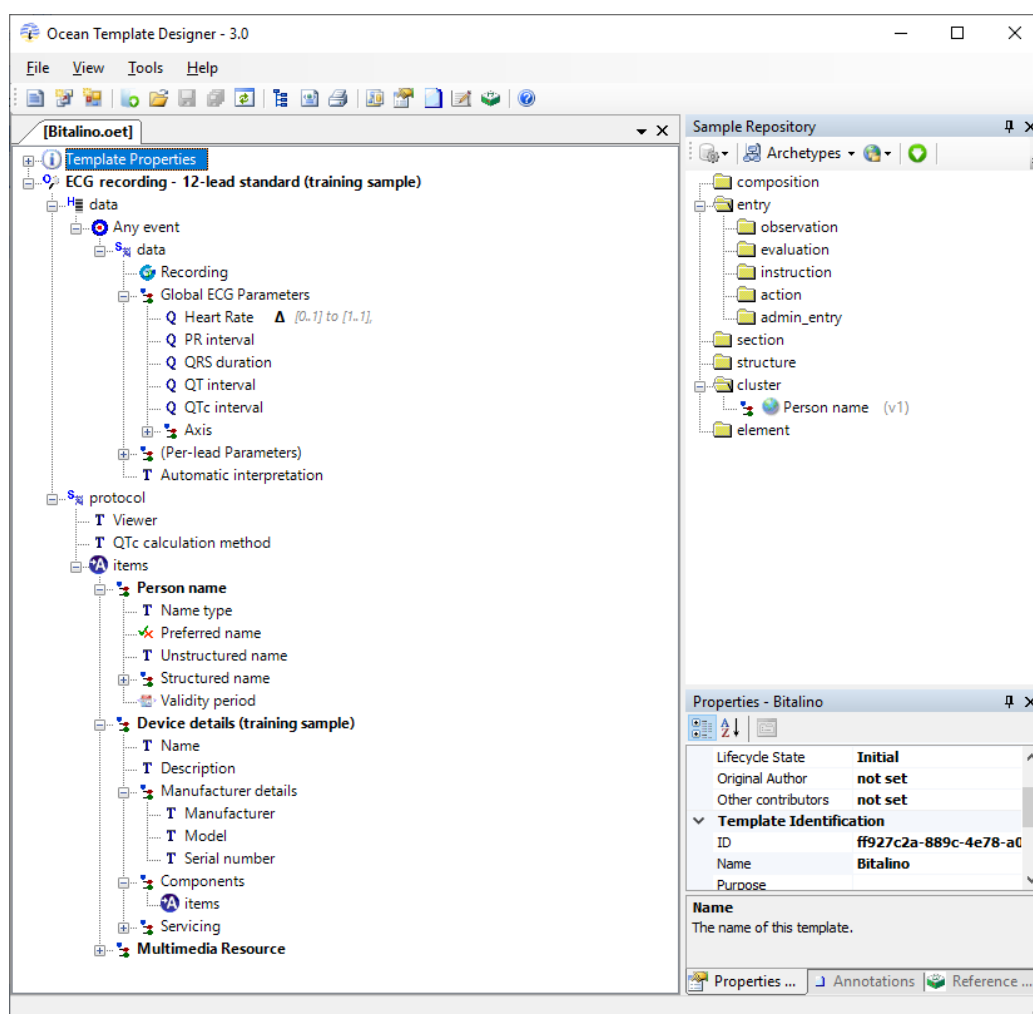 Ocean Template Designer - 3.0
File View Tools Help
[Bitalino.oet]
Template Properties
ECG recording - 12-lead standard (training sample)
data
Any event
data
Recording
Global ECG Parameters
Heart Rate Δ [0..1] to [1..1],
PR interval
QRS duration
QT interval
QTc interval
Axis
(Per-lead Parameters)
Automatic interpretation
protocol
Viewer
QTc calculation method
items
Person name
Name type
Preferred name
Unstructured name
Structured name
Validity period
Device details (training sample)
Name
Description
Manufacturer details
Manufacturer
Model
Serial number
Components
items
Servicing
Multimedia Resource
Sample Repository
Archetypes
composition
entry
observation
evaluation
instruction
action
admin_entry
section
structure
cluster
Person name (v1)
element
Properties - Bitalino
Lifecycle State Initial
Original Author not set
Other contributors not set
Template Identification
ID ff927c2a-889c-4e78-a0
Name Bitalino
Purpose
Name
The name of this template.
Properties ... Annotations Reference ...